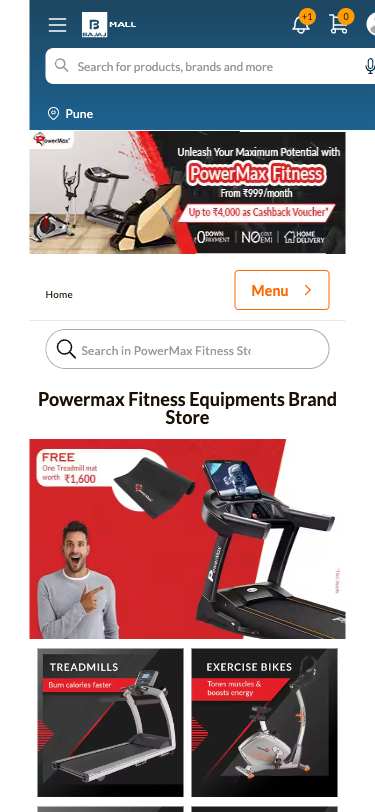 B
BAJAJ
MALL
+1
0
Search for products, brands and more
Pune
PowerMax
Unleash Your Maximum Potential with
PowerMax Fitness
From ₹999/month
Up to ₹4,000 as Cashback Voucher*
0 DOWN PAYMENT | NO COST EMI | HOME DELIVERY
Home
Menu
Search in PowerMax Fitness Sto
Powermax Fitness Equipments Brand
Store
FREE
One Treadmill mat
worth ₹1,600
PowerMax
PowerMax
*T&C Apply
TREADMILLS
Burn calories faster
EXERCISE BIKES
Tones muscles &
boosts energy